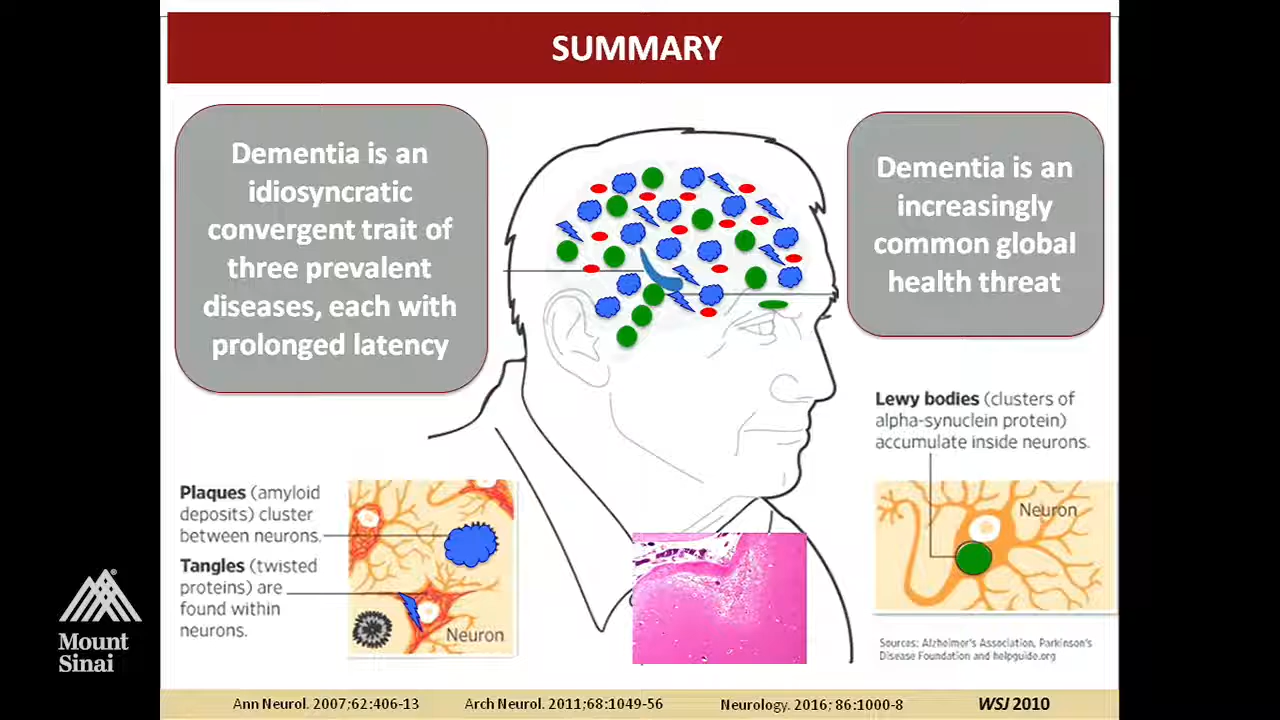 SUMMARY
Dementia is an
idiosyncratic
convergent trait of
three prevalent
diseases, each with
prolonged latency
Dementia is an
increasingly
common global
health threat
Lewy bodies (clusters of
alpha-synuclein protein)
accumulate inside neurons.
Neuron
Plaques (amyloid
deposits) cluster
between neurons.
Tangles (twisted
proteins) are
found within
neurons.
Neuron
Sources: Alzheimer's Association, Parkinson's
Disease Foundation and helpguide.org
Mount
Sinai
®
Ann Neurol. 2007;62:406-13
Arch Neurol. 2011;68:1049-56
Neurology. 2016; 86:1000-8
WSJ 2010